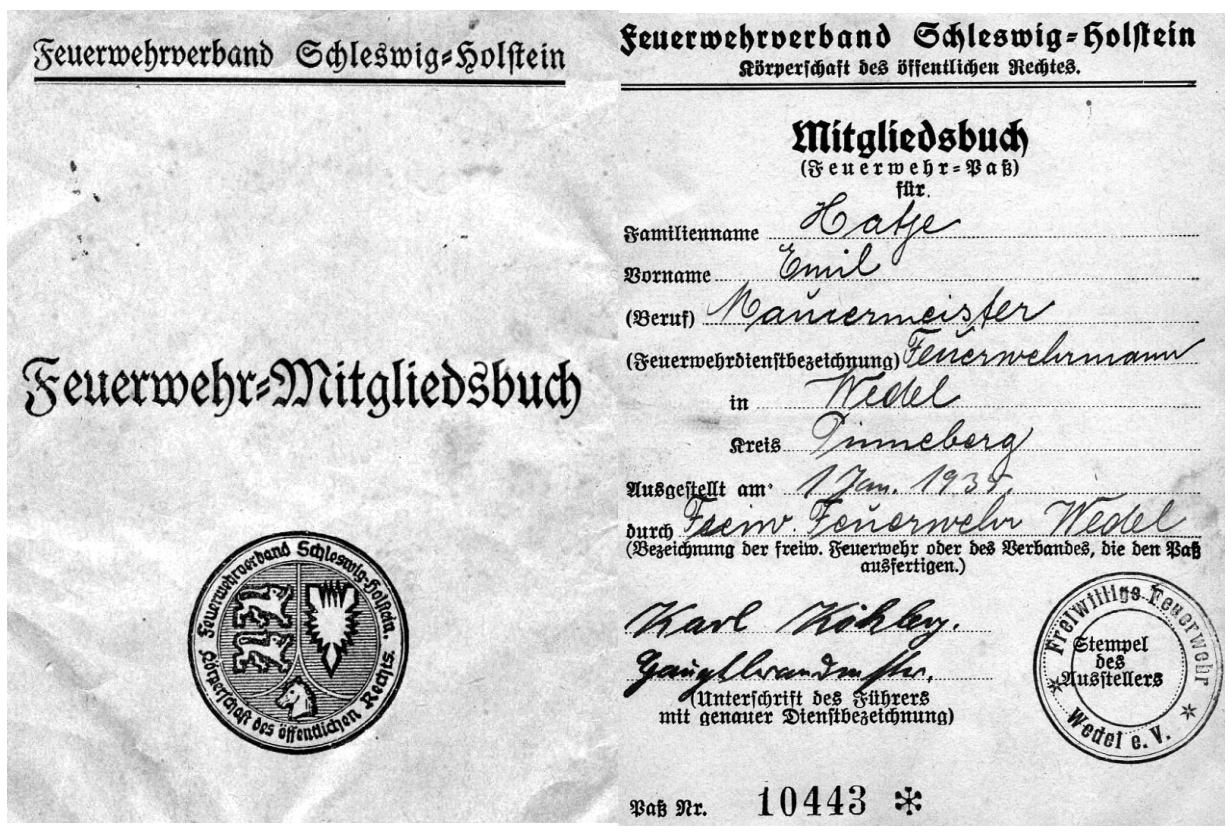 Feuerwehrverband Schleswig-Holstein
Feuerwehr-Mitgliedsbuch
Feuerwehrverband Schleswig-Holstein.
Körperschaft des öffentlichen Rechts.
Feuerwehrverband Schleswig-Holstein
Körperschaft des öffentlichen Rechtes.
Mitgliedsbuch
(Feuerwehr-Paß)
für
Familienname Hatje
Vorname Emil
(Beruf) Maurermeister
(Feuerwehrdienstbezeichnung) Feuerwehrmann
in Wedel
Kreis Pinneberg
Ausgestellt am 1 Jan. 1935.
durch Freiw. Feuerwehr Wedel
(Bezeichnung der freiw. Feuerwehr oder des Verbandes, die den Paß
ausfertigen.)
Karl Köhler.
(Unterschrift des Führers
mit genauer Dienstbezeichnung)
Freiwillige Feuerwehr
Stempel
des
Ausstellers
Wedel e. V.
Paß Nr. 10443 *